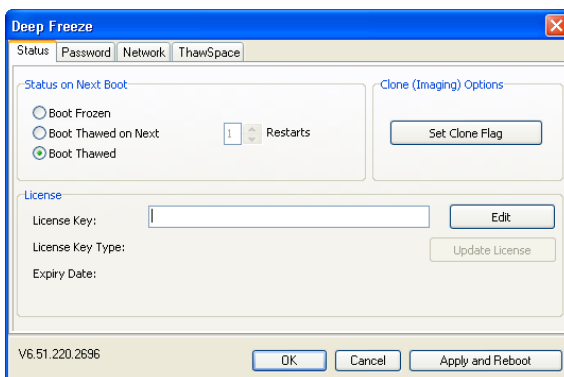 Deep Freeze
Status Password Network ThawSpace
Status on Next Boot
Boot Frozen
Boot Thawed on Next 1 Restarts
Boot Thawed
Clone (Imaging) Options
Set Clone Flag
License
License Key: Edit
License Key Type: Update License
Expiry Date:
V6.51.220.2696 OK Cancel Apply and Reboot